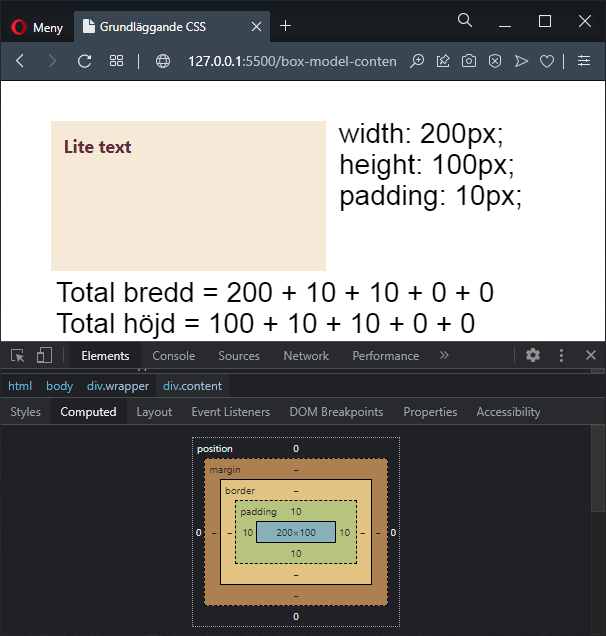 Meny
Grundläggande CSS
127.0.0.1:5500/box-model-conten
Lite text
width: 200px;
height: 100px;
padding: 10px;
Total bredd = 200 + 10 + 10 + 0 + 0
Total höjd = 100 + 10 + 10 + 0 + 0
Elements Console Sources Network Performance »
html body div.wrapper div.content
Styles Computed Layout Event Listeners DOM Breakpoints Properties Accessibility
position 0
margin –
border –
padding 10
0 – – 10 200×100 10 – – 0
10
–
–
0